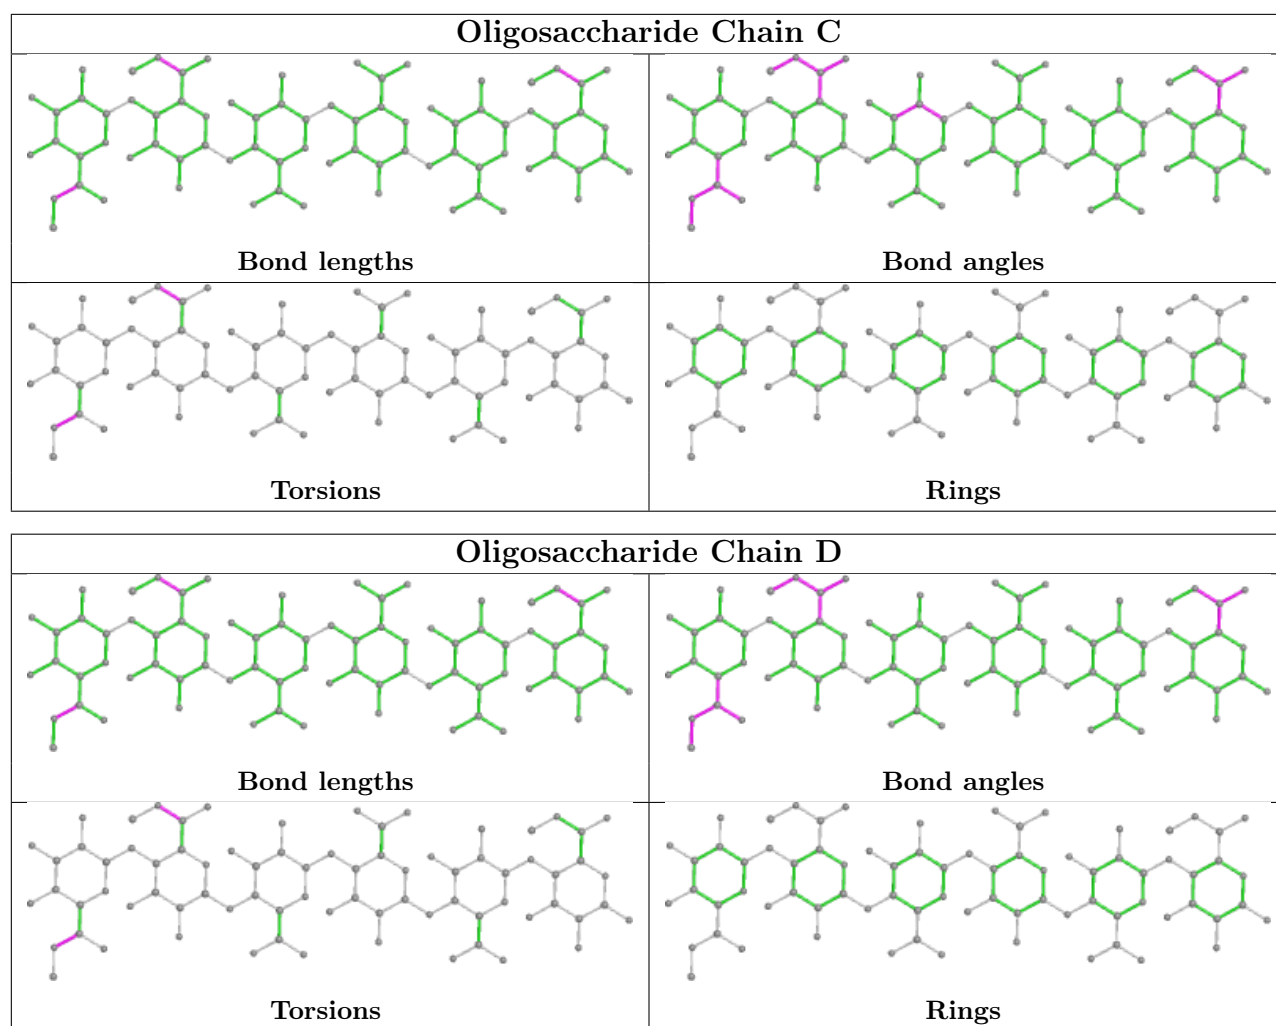 Oligosaccharide Chain C
Bond lengths
Bond angles
Torsions
Rings
Oligosaccharide Chain D
Bond lengths
Bond angles
Torsions
Rings